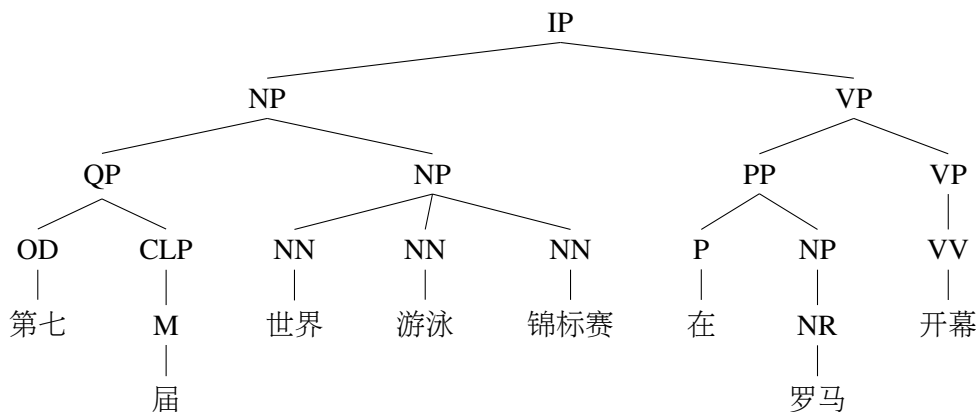 IP
NP VP
QP NP PP VP
OD CLP NN NN NN P NP VV
第七 M 世界 游泳 锦标赛 在 NR 开幕
届 罗马